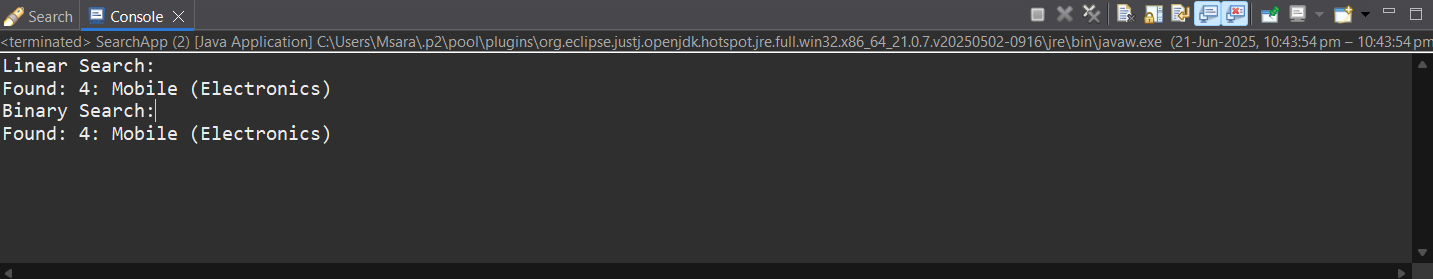 Search
Console
<terminated> SearchApp (2) [Java Application] C:\Users\Msara\.p2\pool\plugins\org.eclipse.justj.openjdk.hotspot.jre.full.win32.x86_64_21.0.7.v20250502-0916\jre\bin\javaw.exe (21-Jun-2025, 10:43:54 pm – 10:43:54 pm
Linear Search:
Found: 4: Mobile (Electronics)
Binary Search:
Found: 4: Mobile (Electronics)